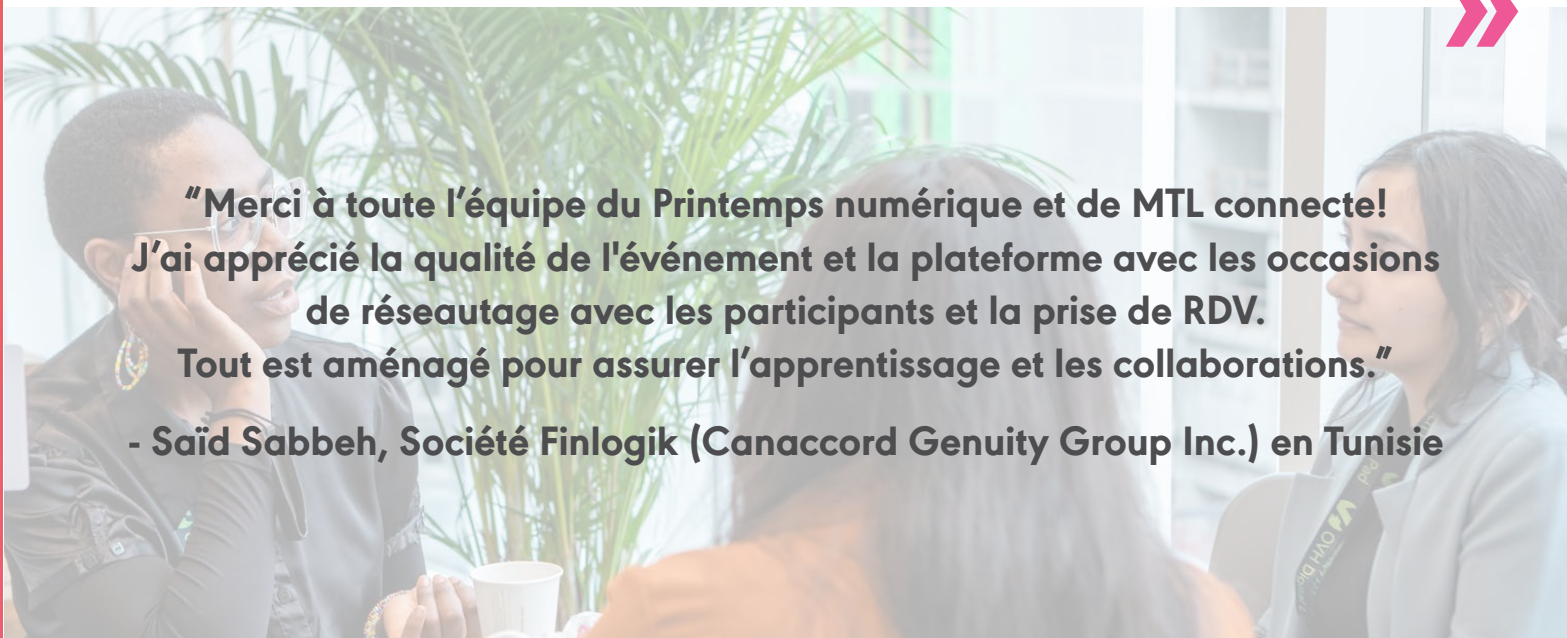 »
“Merci à toute l’équipe du Printemps numérique et de MTL connecte!
J’ai apprécié la qualité de l'événement et la plateforme avec les occasions
de réseautage avec les participants et la prise de RDV.
Tout est aménagé pour assurer l’apprentissage et les collaborations.”
- Saïd Sabbeh, Société Finlogik (Canaccord Genuity Group Inc.) en Tunisie
OVH